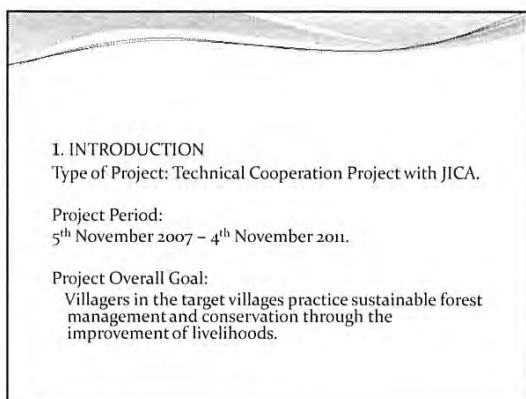 1. INTRODUCTION
Type of Project: Technical Cooperation Project with JICA.
Project Period:
5th November 2007 – 4th November 2011.
Project Overall Goal:
Villagers in the target villages practice sustainable forest
management and conservation through the
improvement of livelihoods.